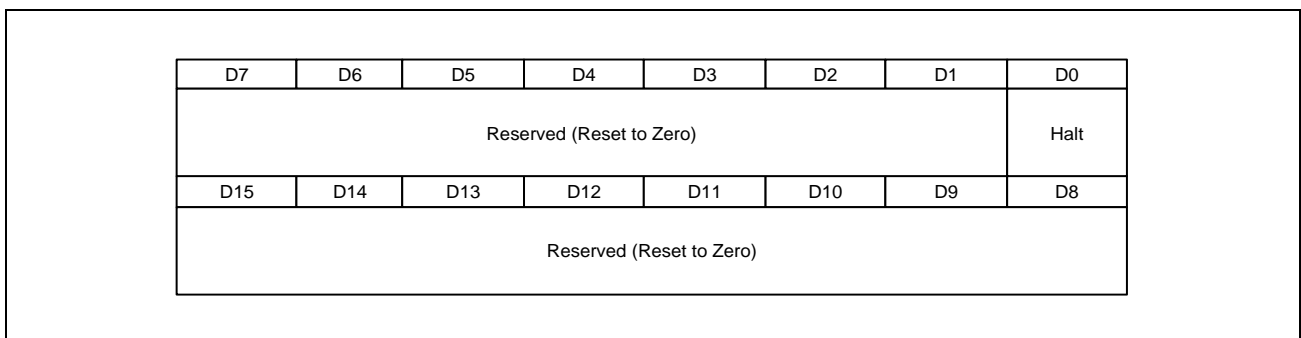 D7 D6 D5 D4 D3 D2 D1 D0
Reserved (Reset to Zero) Halt
D15 D14 D13 D12 D11 D10 D9 D8
Reserved (Reset to Zero)